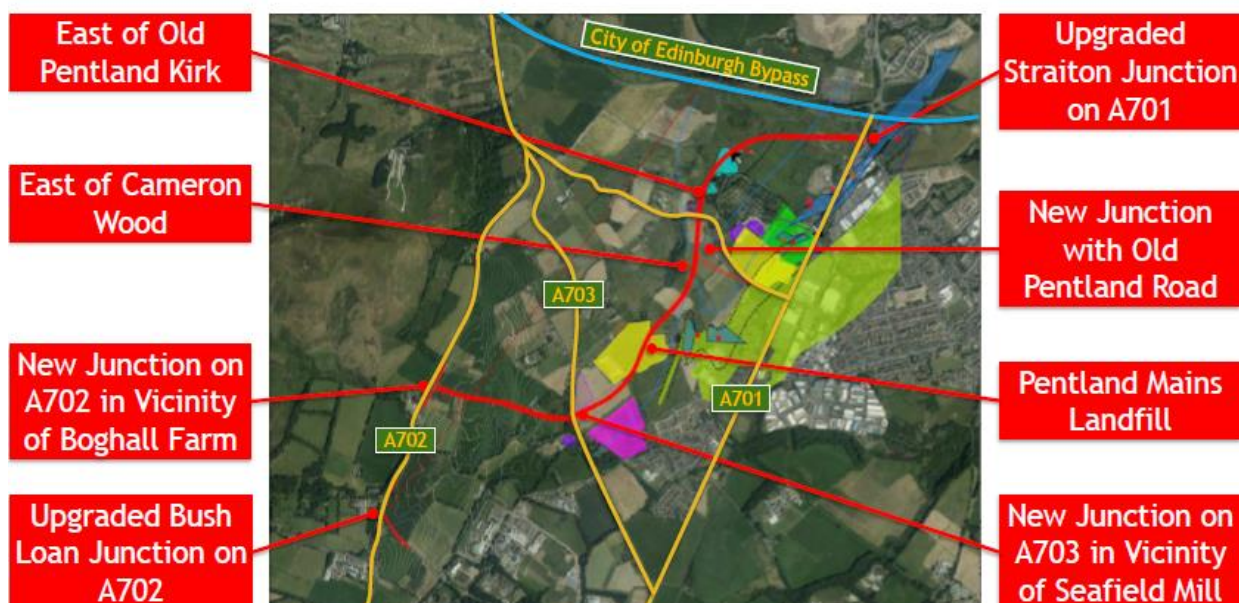 East of Old
Pentland Kirk
East of Cameron
Wood
New Junction on
A702 in Vicinity
of Boghall Farm
Upgraded Bush
Loan Junction on
A702
City of Edinburgh Bypass
A703
A701
A702
Upgraded
Straiton Junction
on A701
New Junction
with Old
Pentland Road
Pentland Mains
Landfill
New Junction on
A703 in Vicinity
of Seafield Mill